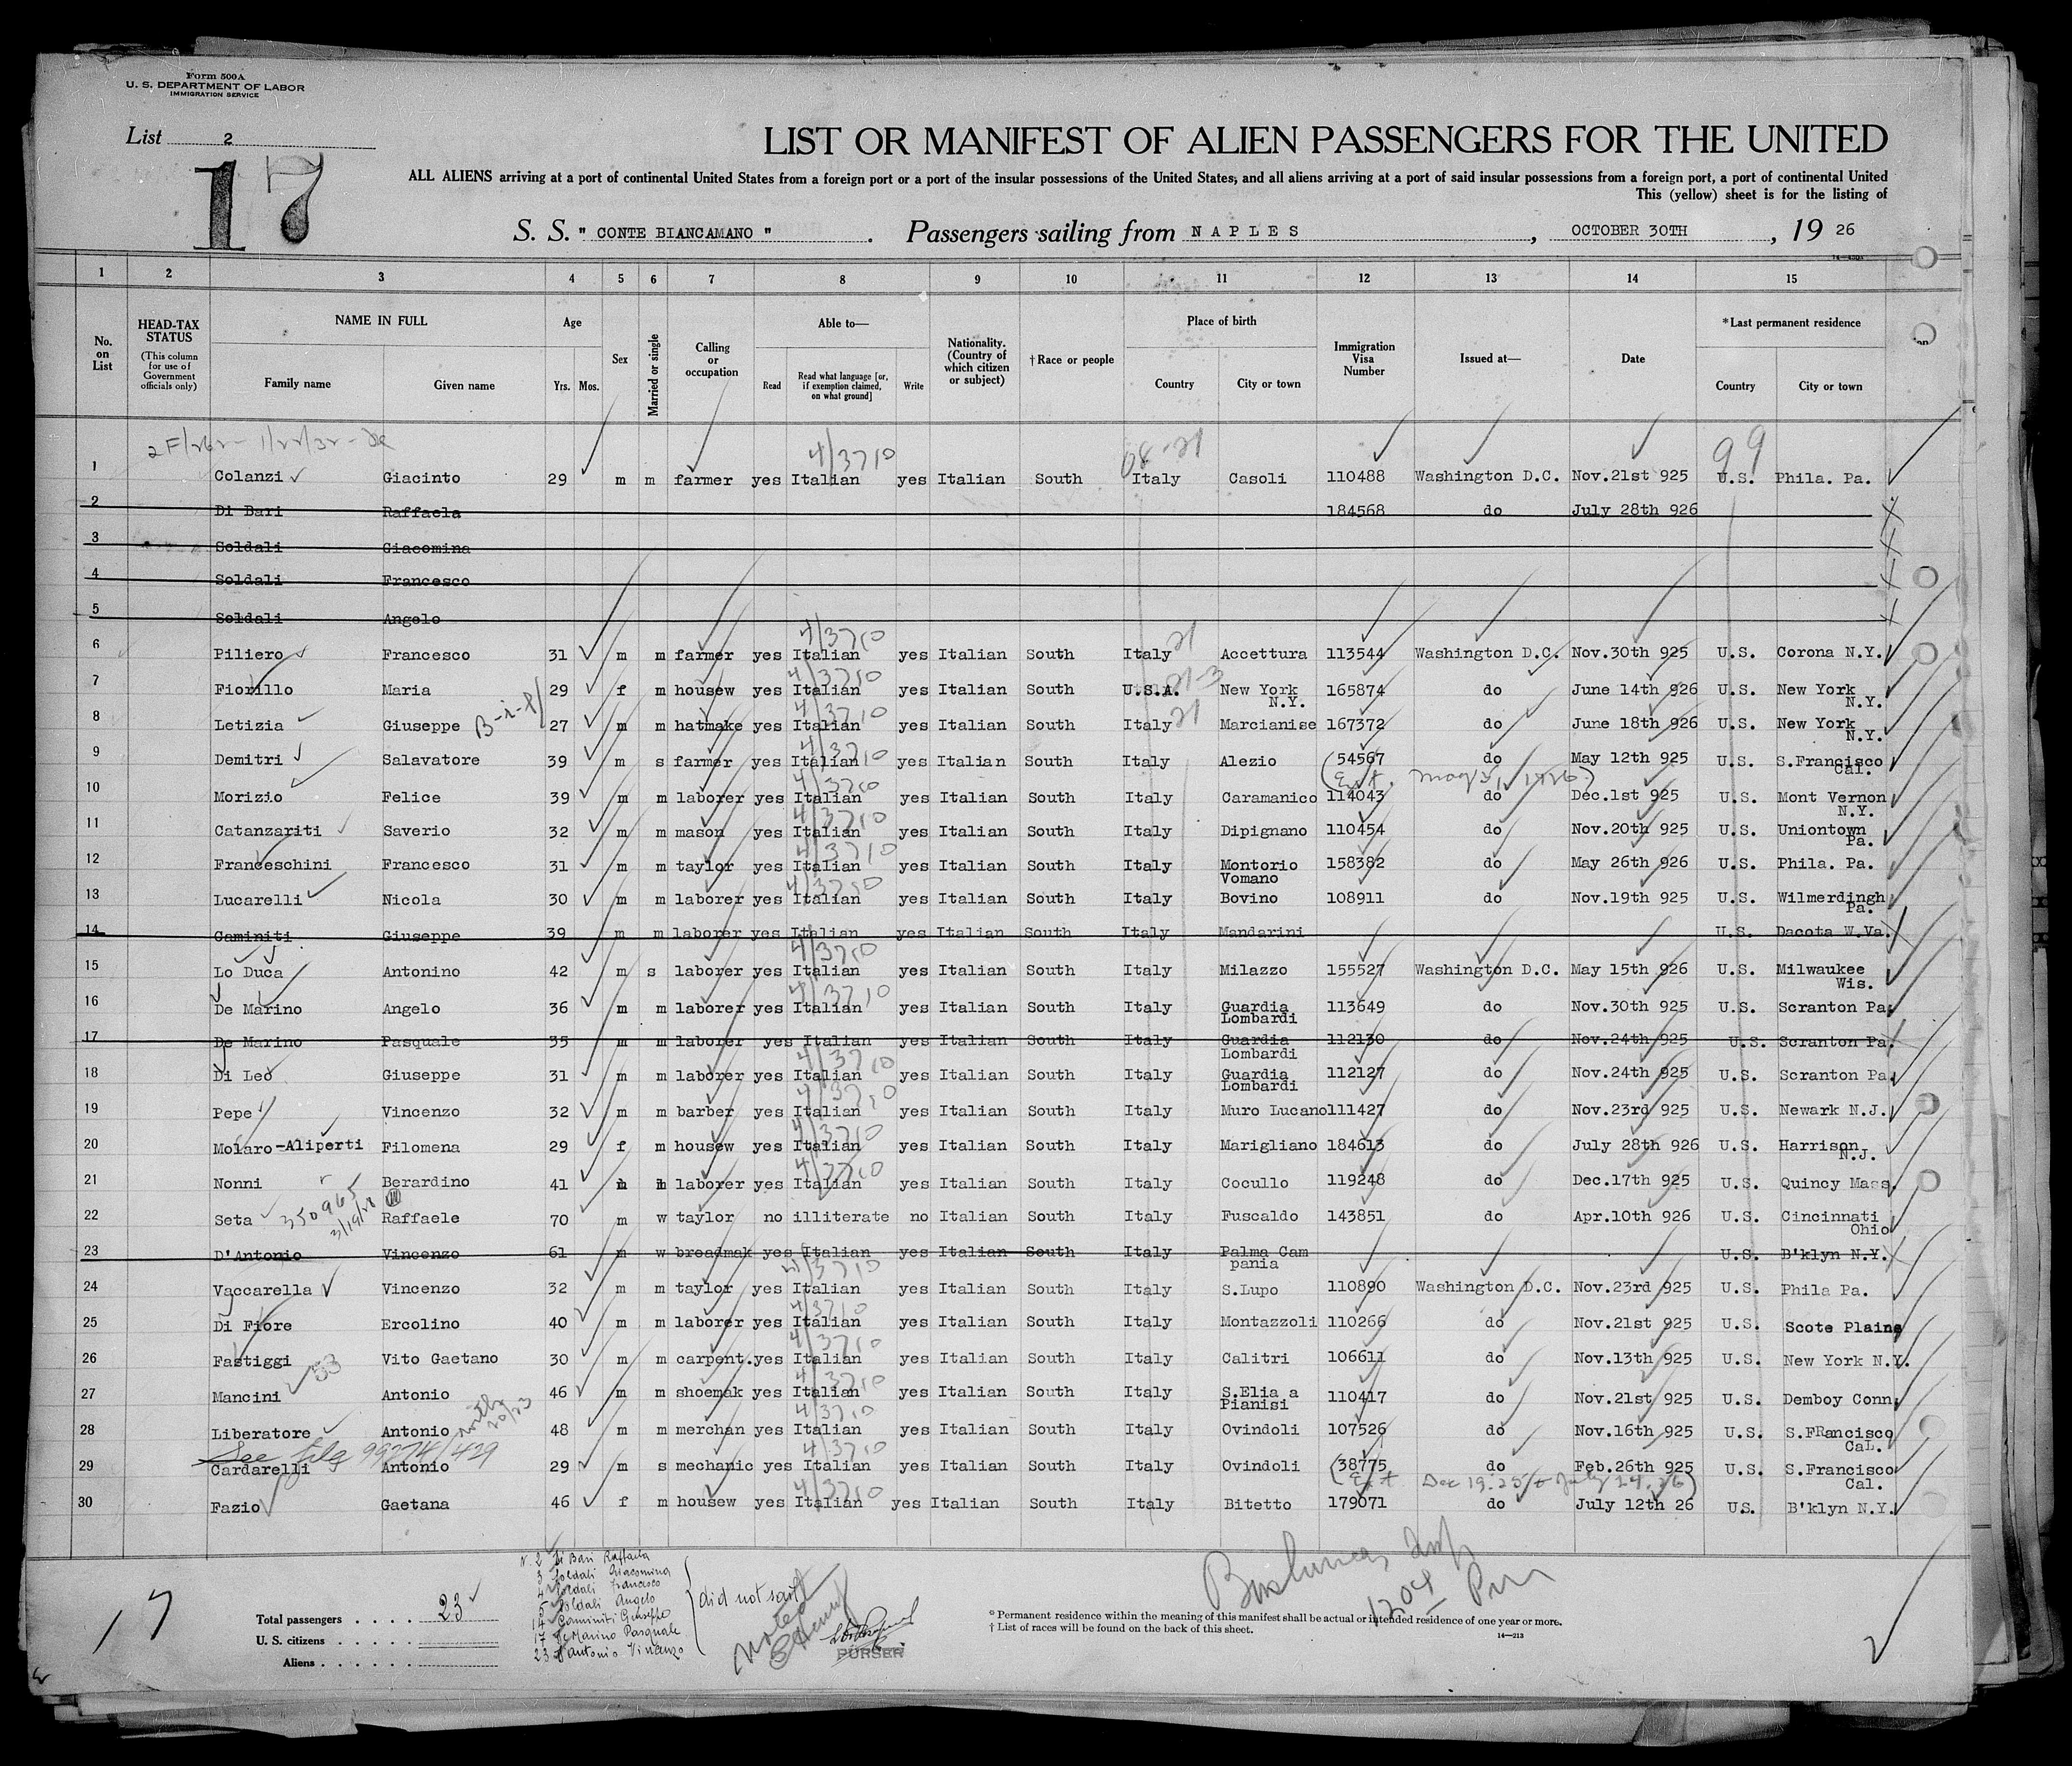 Form 500A
U. S. DEPARTMENT OF LABOR
IMMIGRATION SERVICE
List 2
17
LIST OR MANIFEST OF ALIEN PASSENGERS FOR THE UNITED
ALL ALIENS arriving at a port of continental United States from a foreign port or a port of the insular possessions of the United States, and all aliens arriving at a port of said insular possessions from a foreign port, a port of continental United
This (yellow) sheet is for the listing of
S. S. " CONTE BIANCAMANO ". Passengers sailing from NAPLES, OCTOBER 30TH, 19 26
1 2 3 4 5 6 7 8 9 10 11 12 13 14 15
No. on List
HEAD-TAX STATUS
(This column for use of Government officials only)
NAME IN FULL
Family name Given name
Age
Yrs. Mos.
Sex
Married or single
Calling or occupation
Able to—
Read
Read what language [or, if exemption claimed, on what ground]
Write
Nationality. (Country of which citizen or subject)
†Race or people
Place of birth
Country City or town
Immigration Visa Number
Issued at—
Date
*Last permanent residence
Country City or town
99
1 Colanzi Giacinto 29 m m farmer yes Italian yes Italian South Italy Casoli 110488 Washington D.C. Nov.21st 925 U.S. Phila. Pa.
2 Di Bari Raffaela 184568 do July 28th 926
3 Soldali Giacomina
4 Soldali Francesco
5 Soldali Angelo
6 Piliero Francesco 31 m m farmer yes Italian yes Italian South Italy Accettura 113544 Washington D.C. Nov.30th 925 U.S. Corona N.Y.
7 Fiorillo Maria 29 f m housew yes Italian yes Italian South U.S.A. New York N.Y. 165874 do June 14th 926 U.S. New York N.Y.
8 Letizia Giuseppe 27 m m hatmake yes Italian yes Italian South Italy Marcianise 167372 do June 18th 926 U.S. New York N.Y.
9 Demitri Salavatore 39 m s farmer yes Italian yes Italian South Italy Alezio 54567 do May 12th 925 U.S. S.Francisco Cal.
10 Morizio Felice 39 m m laborer yes Italian yes Italian South Italy Caramanico 114043 do Dec.1st 925 U.S. Mont Vernon N.Y.
11 Catanzariti Saverio 32 m m mason yes Italian yes Italian South Italy Dipignano 110454 do Nov.20th 925 U.S. Uniontown Pa.
12 Franceschini Francesco 31 m m taylor yes Italian yes Italian South Italy Montorio Vomano 158382 do May 26th 926 U.S. Phila. Pa.
13 Lucarelli Nicola 30 m m laborer yes Italian yes Italian South Italy Bovino 108911 do Nov.19th 925 U.S. Wilmerdingh Pa.
14 Caminiti Giuseppe 39 m m laborer yes Italian yes Italian South Italy Mandarini U.S. Dacota W.Va.
15 Lo Duca Antonino 42 m s laborer yes Italian yes Italian South Italy Milazzo 155527 Washington D.C. May 15th 926 U.S. Milwaukee Wis.
16 De Marino Angelo 36 m m laborer yes Italian yes Italian South Italy Guardia Lombardi 113649 do Nov.30th 925 U.S. Scranton Pa.
17 De Marino Pasquale 35 m m laborer yes Italian yes Italian South Italy Guardia Lombardi 112130 do Nov.24th 925 U.S. Scranton Pa.
18 Di Leo Giuseppe 31 m m laborer yes Italian yes Italian South Italy Guardia Lombardi 112127 do Nov.24th 925 U.S. Scranton Pa.
19 Pepe Vincenzo 32 m m barber yes Italian yes Italian South Italy Muro Lucano 111427 do Nov.23rd 925 U.S. Newark N.J.
20 Molaro-Aliperti Filomena 29 f m housew yes Italian yes Italian South Italy Marigliano 184613 do July 28th 926 U.S. Harrison N.J.
21 Nonni Berardino 41 m m laborer yes Italian yes Italian South Italy Cocullo 119248 do Dec.17th 925 U.S. Quincy Mass.
22 Seta 350965 3/19/28 Raffaele 70 m w taylor no illiterate no Italian South Italy Fuscaldo 143851 do Apr.10th 926 U.S. Cincinnati Ohio
23 D'Antonio Vincenzo 61 m w breadmak yes Italian yes Italian South Italy Palma Campania U.S. B'klyn N.Y.
24 Vaccarella Vincenzo 32 m m taylor yes Italian yes Italian South Italy S.Lupo 110890 Washington D.C. Nov.23rd 925 U.S. Phila Pa.
25 Di Fiore Ercolino 40 m m laborer yes Italian yes Italian South Italy Montazzoli 110266 do Nov.21st 925 U.S. Scote Plains
26 Fastiggi Vito Gaetano 30 m m carpent. yes Italian yes Italian South Italy Calitri 106611 do Nov.13th 925 U.S. New York N.Y.
27 Mancini Antonio 46 m m shoemak yes Italian yes Italian South Italy S.Elia a Pianisi 110417 do Nov.21st 925 U.S. Demboy Conn.
28 Liberatore Antonio 48 m m merchan yes Italian yes Italian South Italy Ovindoli 107526 do Nov.16th 925 U.S. S.FRancisco Cal.
See file 99274/439
29 Cardarelli Antonio 29 m s mechanic yes Italian yes Italian South Italy Ovindoli 38775 do Feb.26th 925 U.S. S.Francisco Cal.
30 Fazio Gaetana 46 f m housew yes Italian yes Italian South Italy Bitetto 179071 do July 12th 26 US. B'klyn N.Y.
17
Total passengers . . . . 23
U. S. citizens . . . . .
Aliens . . . . . .
N. 2 Di Bari Raffaela
3 Soldali Giacomina
4 Soldali Francesco
5 Soldali Angelo
14 Caminiti Giuseppe
17 De Marino Pasquale
23 D'antonio Vincenzo
did not sail
noted
PURSER
* Permanent residence within the meaning of this manifest shall be actual or intended residence of one year or more.
† List of races will be found on the back of this sheet.
14—213